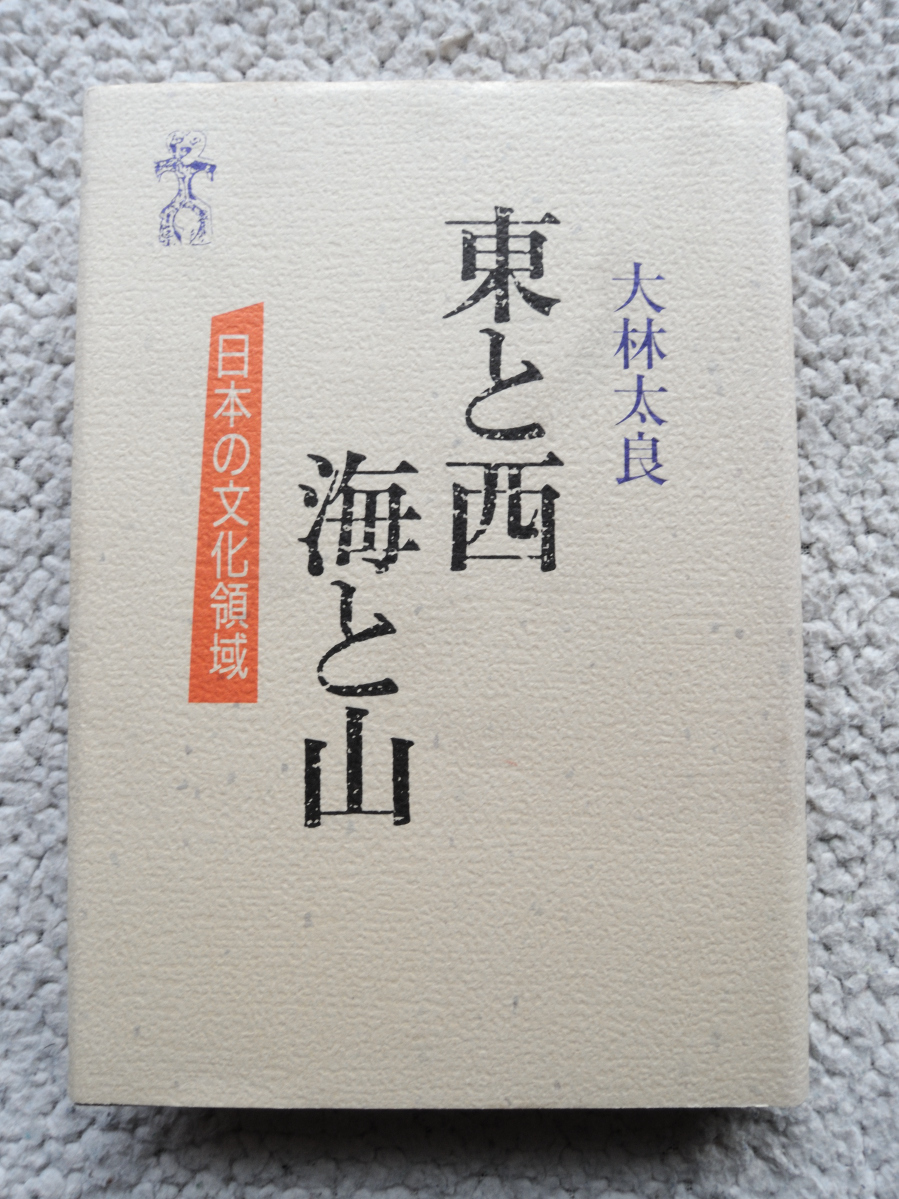 大林太良
東と西
海と山
日本の文化領域